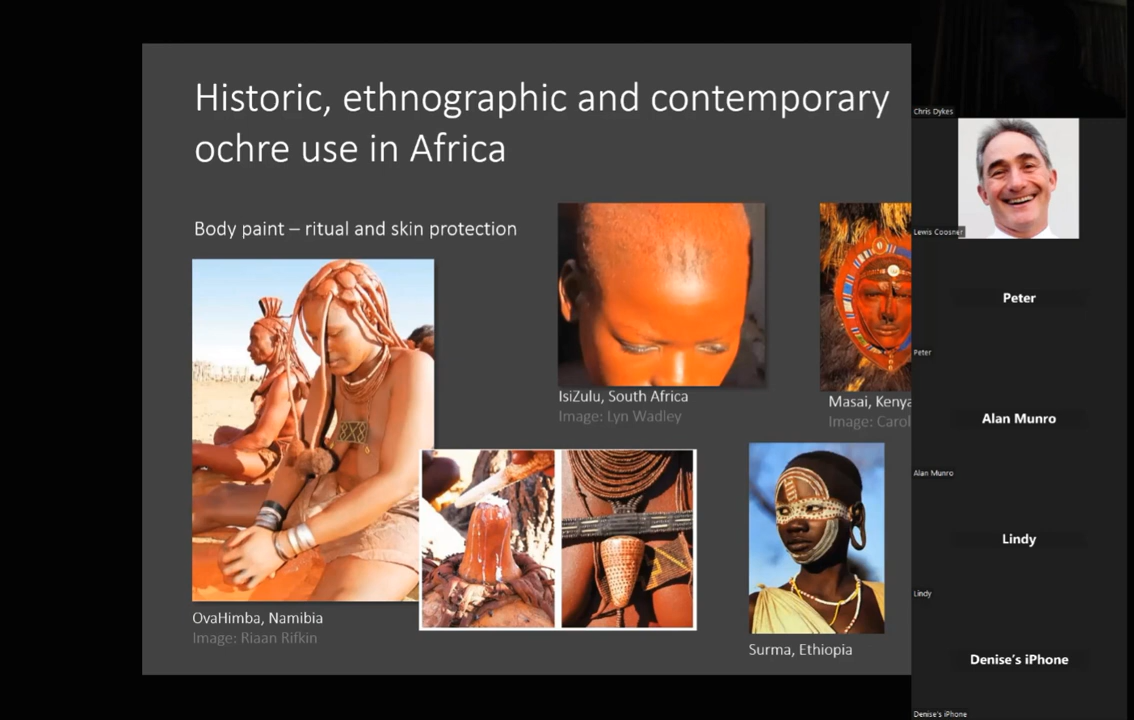 Historic, ethnographic and contemporary
ochre use in Africa
Body paint – ritual and skin protection
IsiZulu, South Africa
Image: Lyn Wadley
Masai, Kenya
Image: Carol
OvaHimba, Namibia
Image: Riaan Rifkin
Surma, Ethiopia
Chris Dykes
Lewis Coosner
Peter
Peter
Alan Munro
Alan Munro
Lindy
Lindy
Denise's iPhone
Denise's iPhone